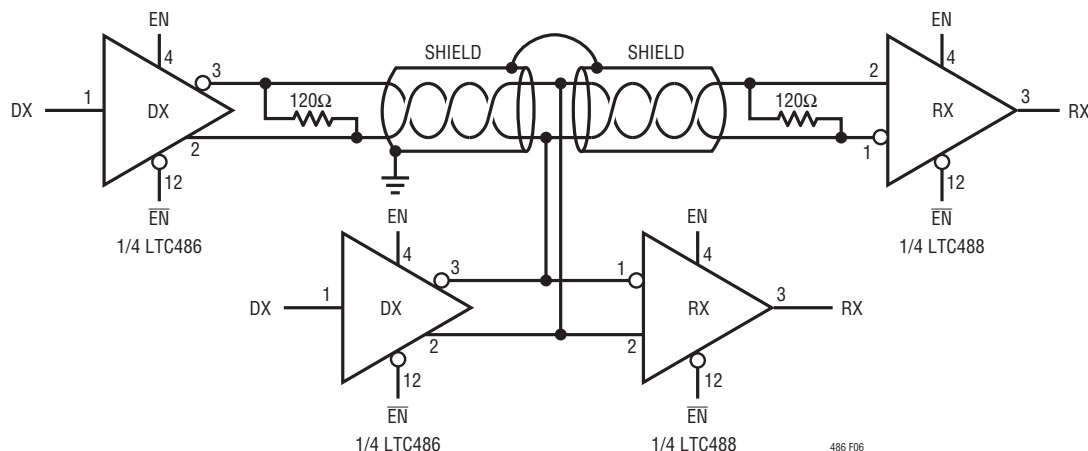 EN
SHIELD
SHIELD
EN
4
3
120Ω
2
4
DX
1
DX
RX
3
RX
2
1
120Ω
12
EN
12
EN
1/4 LTC486
EN
EN
1/4 LTC488
4
3
1
4
DX
1
DX
RX
3
RX
2
2
12
EN
12
EN
1/4 LTC486
1/4 LTC488
486 F06